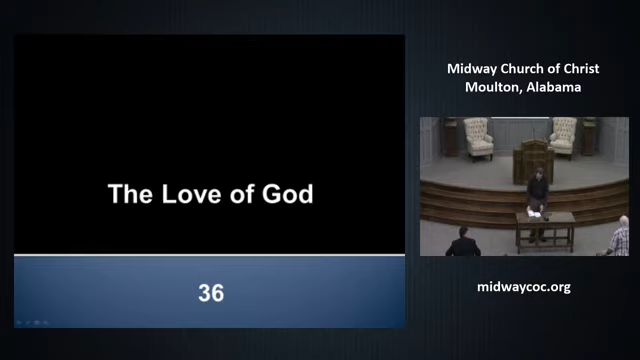 The Love of God
36
Midway Church of Christ
Moulton, Alabama
midwaycoc.org